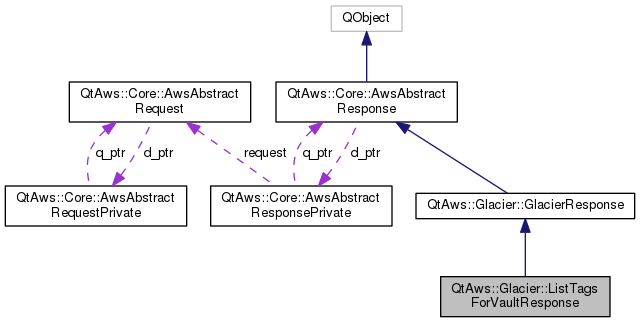 QObject
QtAws::Core::AwsAbstract
Request
QtAws::Core::AwsAbstract
Response
q_ptr
d_ptr
request
q_ptr
d_ptr
QtAws::Core::AwsAbstract
RequestPrivate
QtAws::Core::AwsAbstract
ResponsePrivate
QtAws::Glacier::GlacierResponse
QtAws::Glacier::ListTags
ForVaultResponse